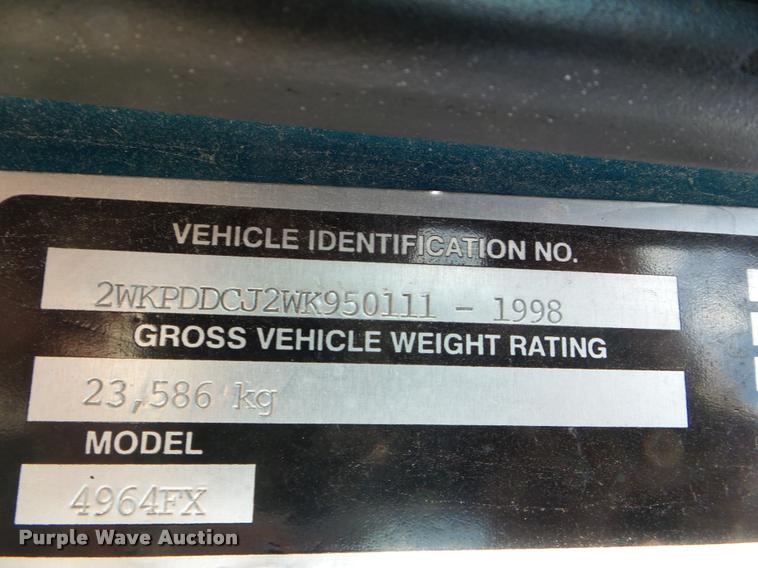 VEHICLE IDENTIFICATION NO.
2WKPDDCJ2WK950111 - 1998
GROSS VEHICLE WEIGHT RATING
23,586 kg
MODEL
4964FX
Purple Wave Auction